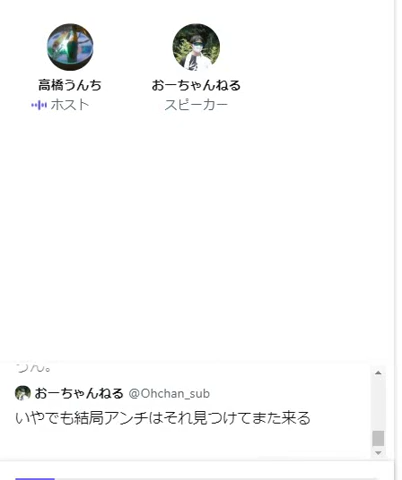 高橋うんち
おーちゃんねる
ホスト
スピーカー
うん。
おーちゃんねる @Ohchan_sub
いやでも結局アンチはそれ見つけてまた来る